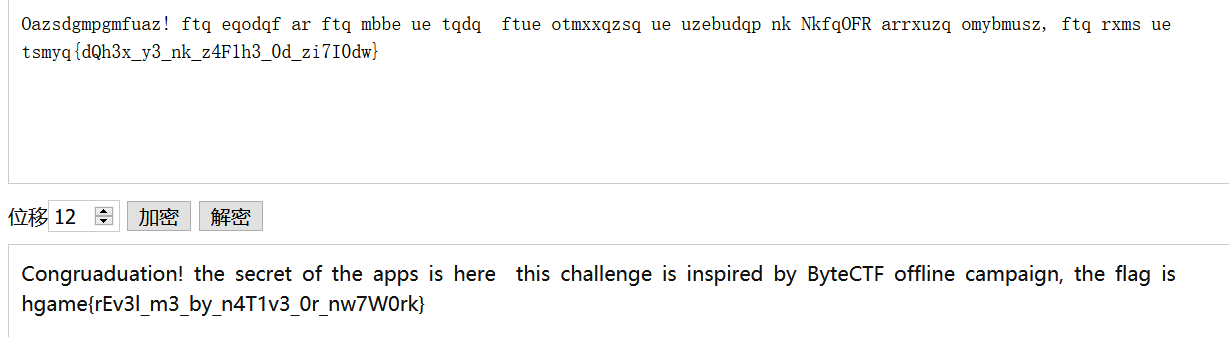 Oazsdgmpgmfuaz! ftq eqodqf ar ftq mbbe ue tqdq  ftue otmxxqzsq ue uzebudqp nk NkfqOFR arrxuzq omybmusz, ftq rxms ue
tsmyq{dQh3x_y3_nk_z4F1h3_0d_zi7I0dw}
位移 12 加密 解密
Congruaduation! the secret of the apps is here  this challenge is inspired by ByteCTF offline campaign, the flag is
hgame{rEv3l_m3_by_n4T1v3_0r_nw7W0rk}